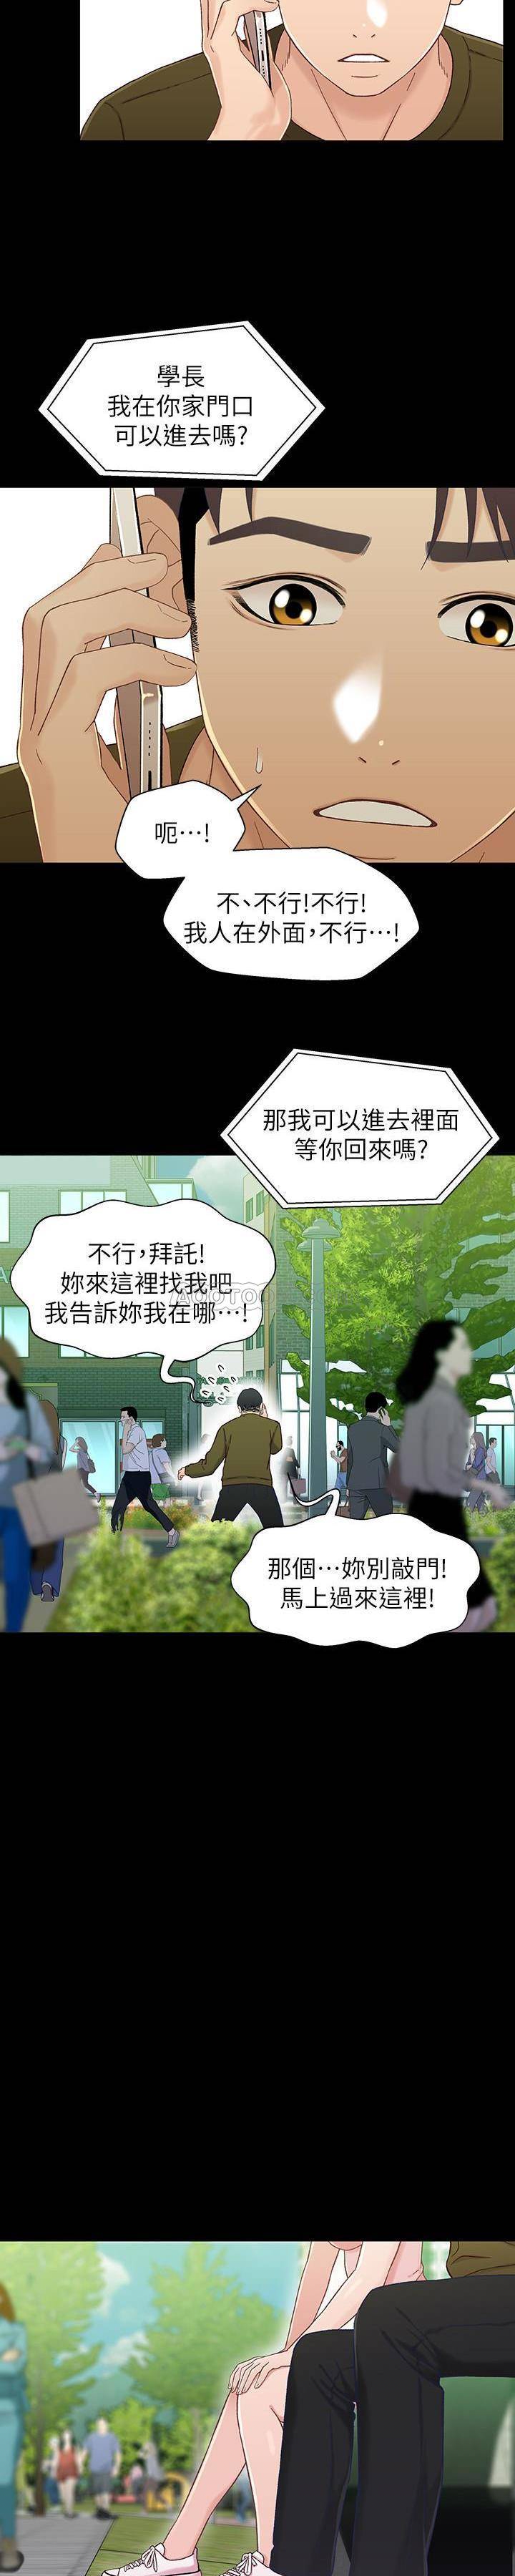 學長
我在你家門口
可以進去嗎?
呃⋯!
不、不行!不行!
我人在外面,不行⋯!
那我可以進去裡面
等你回來嗎?
不行,拜託!
妳來這裡找我吧
我告訴妳我在哪⋯!
那個⋯妳別敲門!
馬上過來這裡!